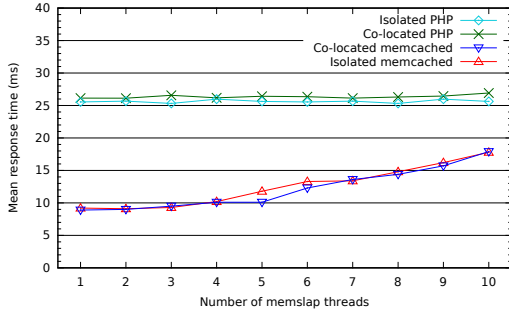 40
35
30
25
20
15
10
5
0
Mean response time (ms)
Isolated PHP
Co-located PHP
Co-located memcached
Isolated memcached
1 2 3 4 5 6 7 8 9 10
Number of memslap threads